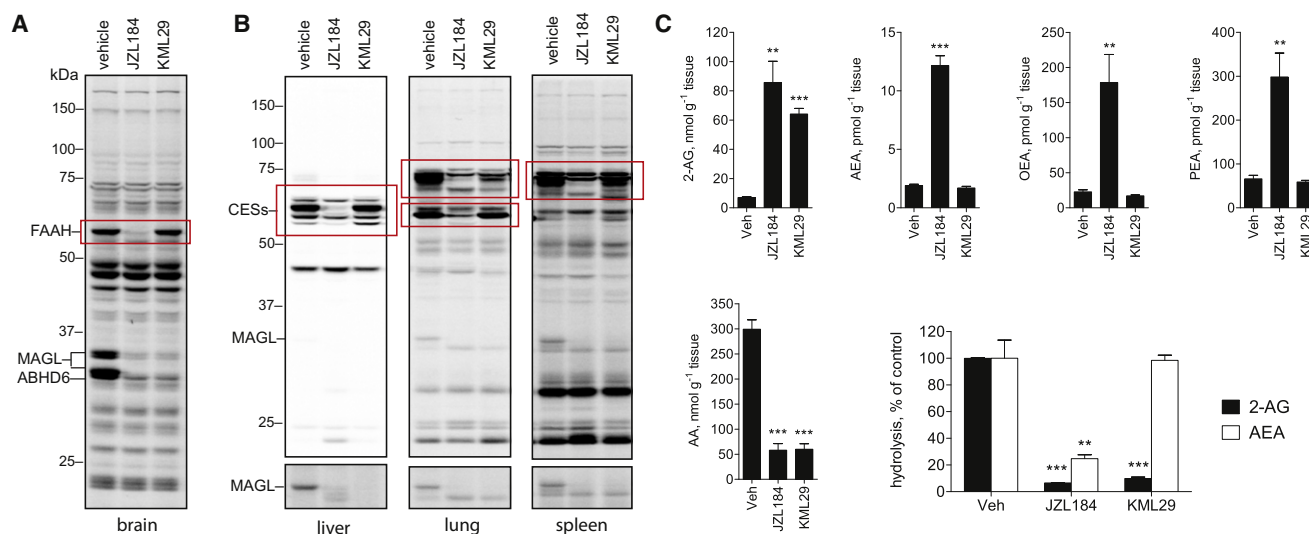 A
vehicle
JZL184
KML29
kDa
150
100
75
FAAH
50
37
MAGL
ABHD6
25
brain
B
vehicle
JZL184
KML29
vehicle
JZL184
KML29
vehicle
JZL184
KML29
150
100
75
CESs
50
37
MAGL
25
MAGL
liver
lung
spleen
C
2-AG, nmol g⁻¹ tissue
120
100
80
60
40
20
0
**
***
Veh
JZL184
KML29
AEA, pmol g⁻¹ tissue
15
10
5
0
***
Veh
JZL184
KML29
OEA, pmol g⁻¹ tissue
250
200
150
100
50
0
**
Veh
JZL184
KML29
PEA, pmol g⁻¹ tissue
400
300
200
100
0
**
Veh
JZL184
KML29
AA, nmol g⁻¹ tissue
350
300
250
200
150
100
50
0
***
***
Veh
JZL184
KML29
hydrolysis, % of control
120
100
80
60
40
20
0
***
**
***
Veh
JZL184
KML29
2-AG
AEA